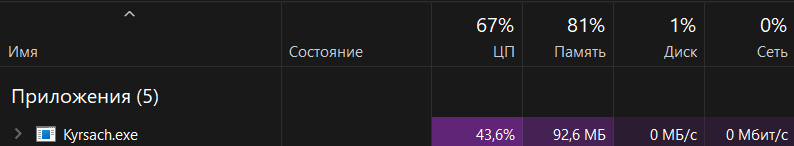 67% 81% 1% 0%
Имя Состояние ЦП Память Диск Сеть
Приложения (5)
Kyrsach.exe 43,6% 92,6 МБ 0 МБ/с 0 Мбит/с